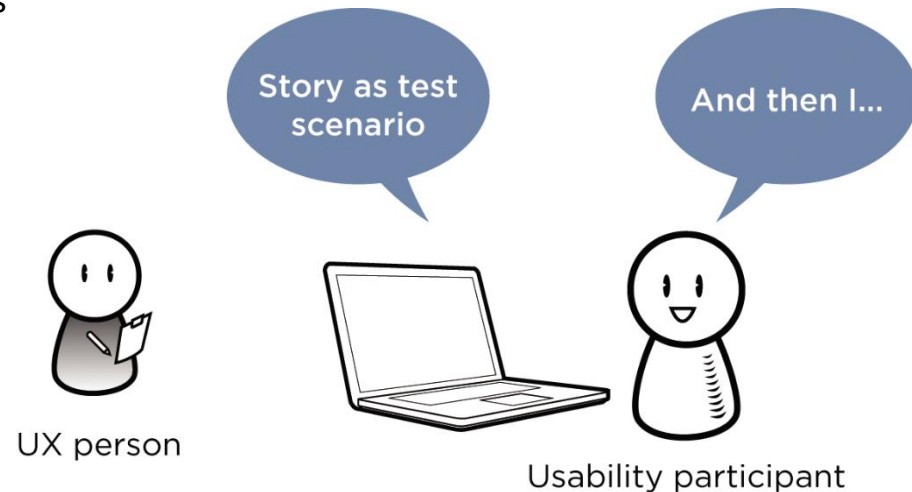 s
Story as test
scenario
And then I...
UX person
Usability participant